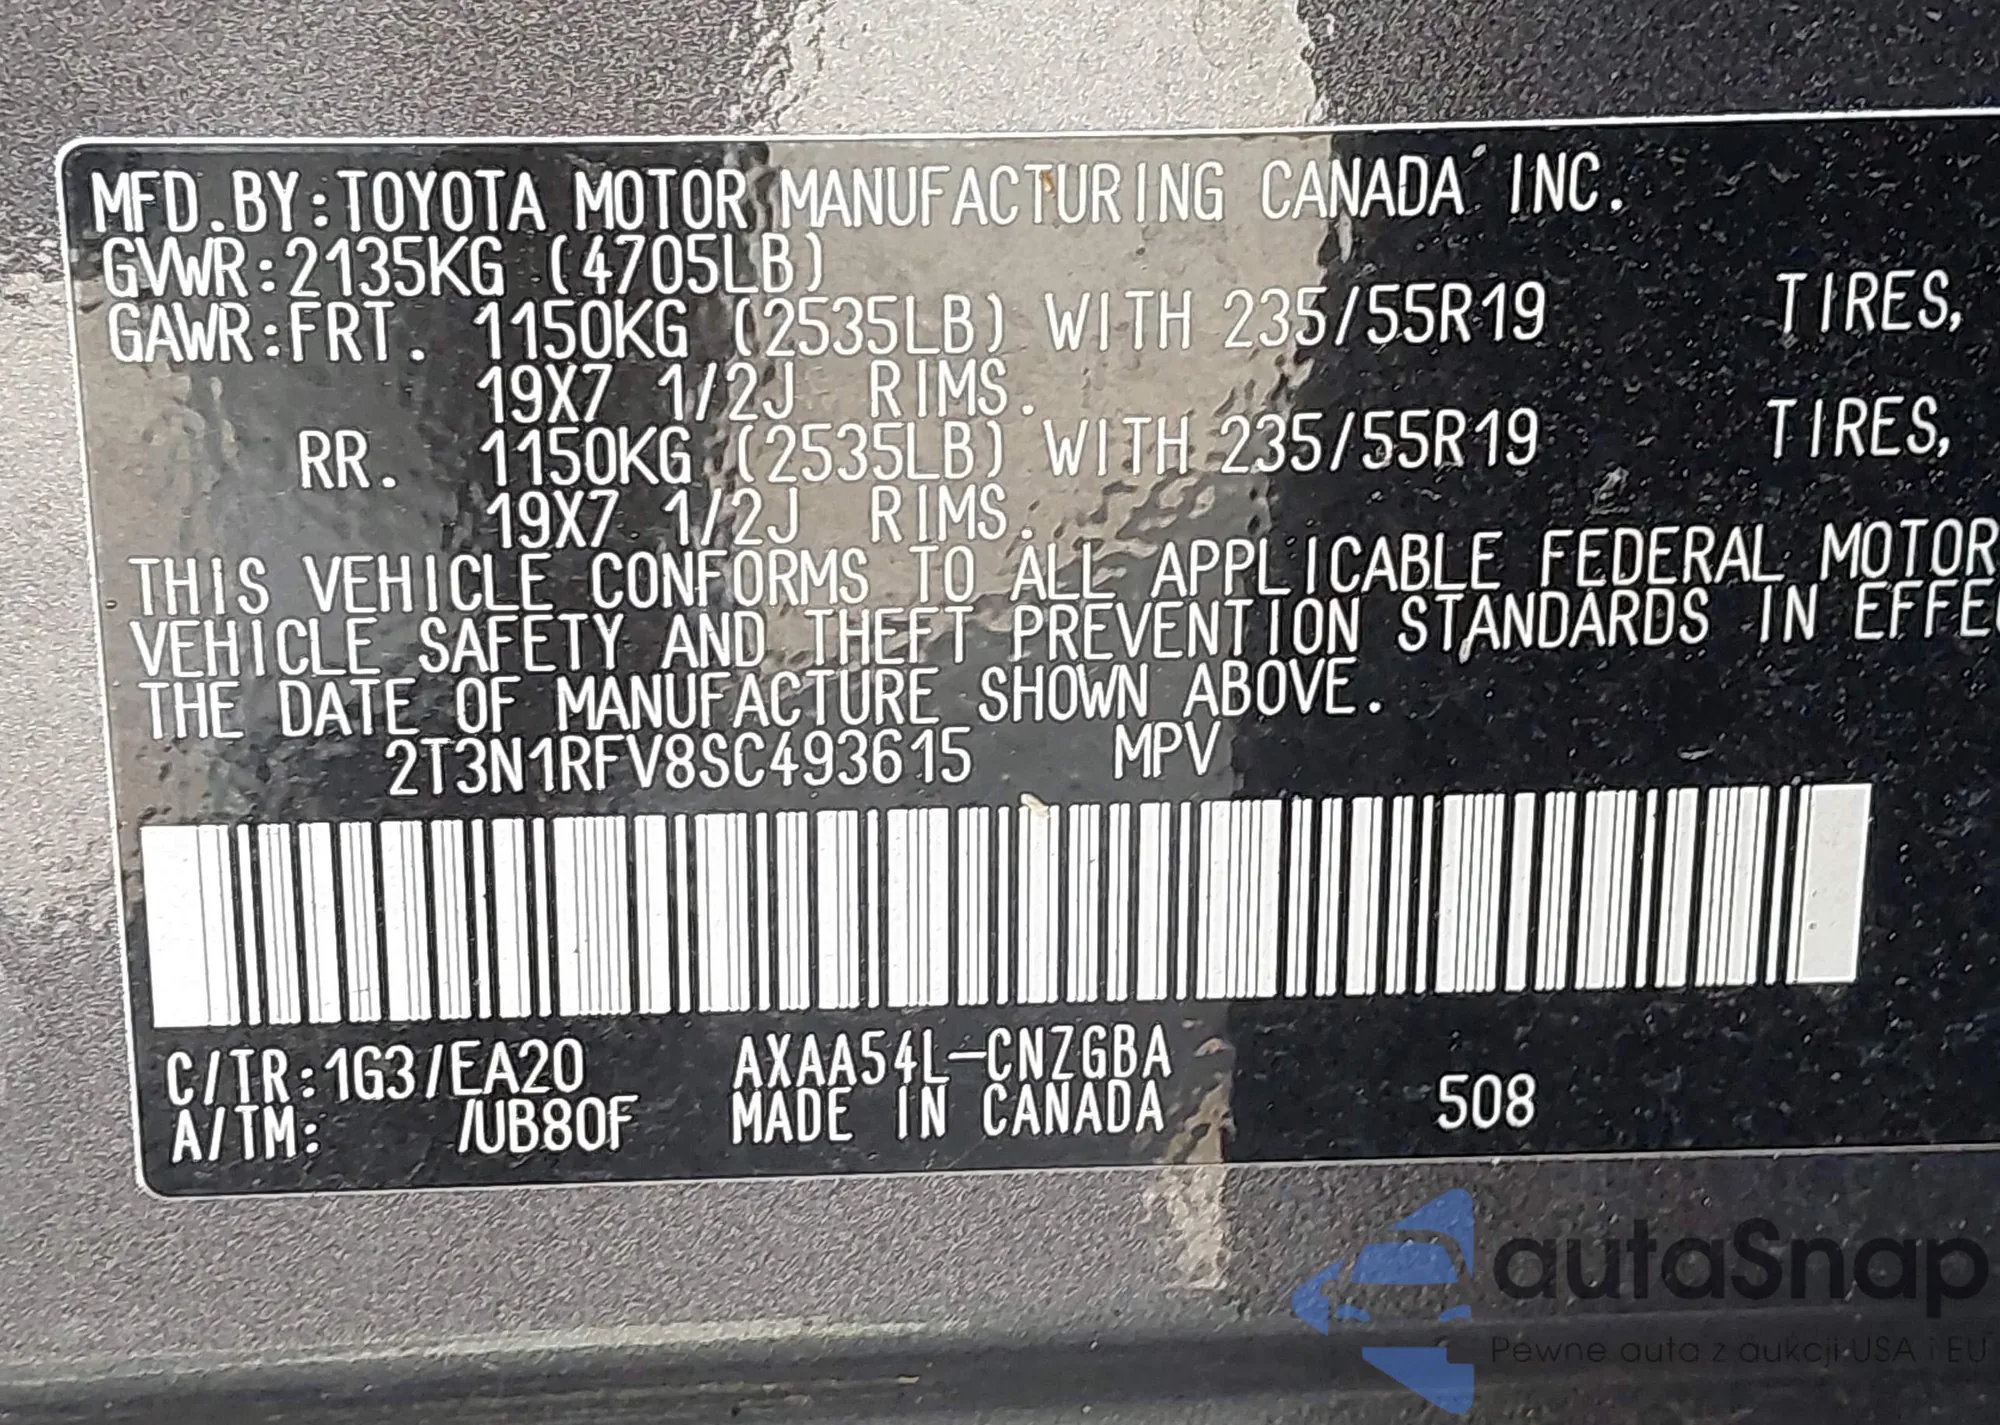 MFD.BY:TOYOTA MOTOR MANUFACTURING CANADA INC.
GVWR:2135KG (4705LB)
GAWR:FRT. 1150KG (2535LB) WITH 235/55R19 TIRES,
19X7 1/2J RIMS.
RR. 1150KG (2535LB) WITH 235/55R19 TIRES,
19X7 1/2J RIMS.
THIS VEHICLE CONFORMS TO ALL APPLICABLE FEDERAL MOTOR
VEHICLE SAFETY AND THEFT PREVENTION STANDARDS IN EFFE
THE DATE OF MANUFACTURE SHOWN ABOVE.
2T3N1RFV8SC493615 MPV
C/TR:1G3/EA20 AXAA54L-CNZGBA
A/TM: /UB80F MADE IN CANADA 508
autaSnap
Pewne auta z aukcji USA i EU